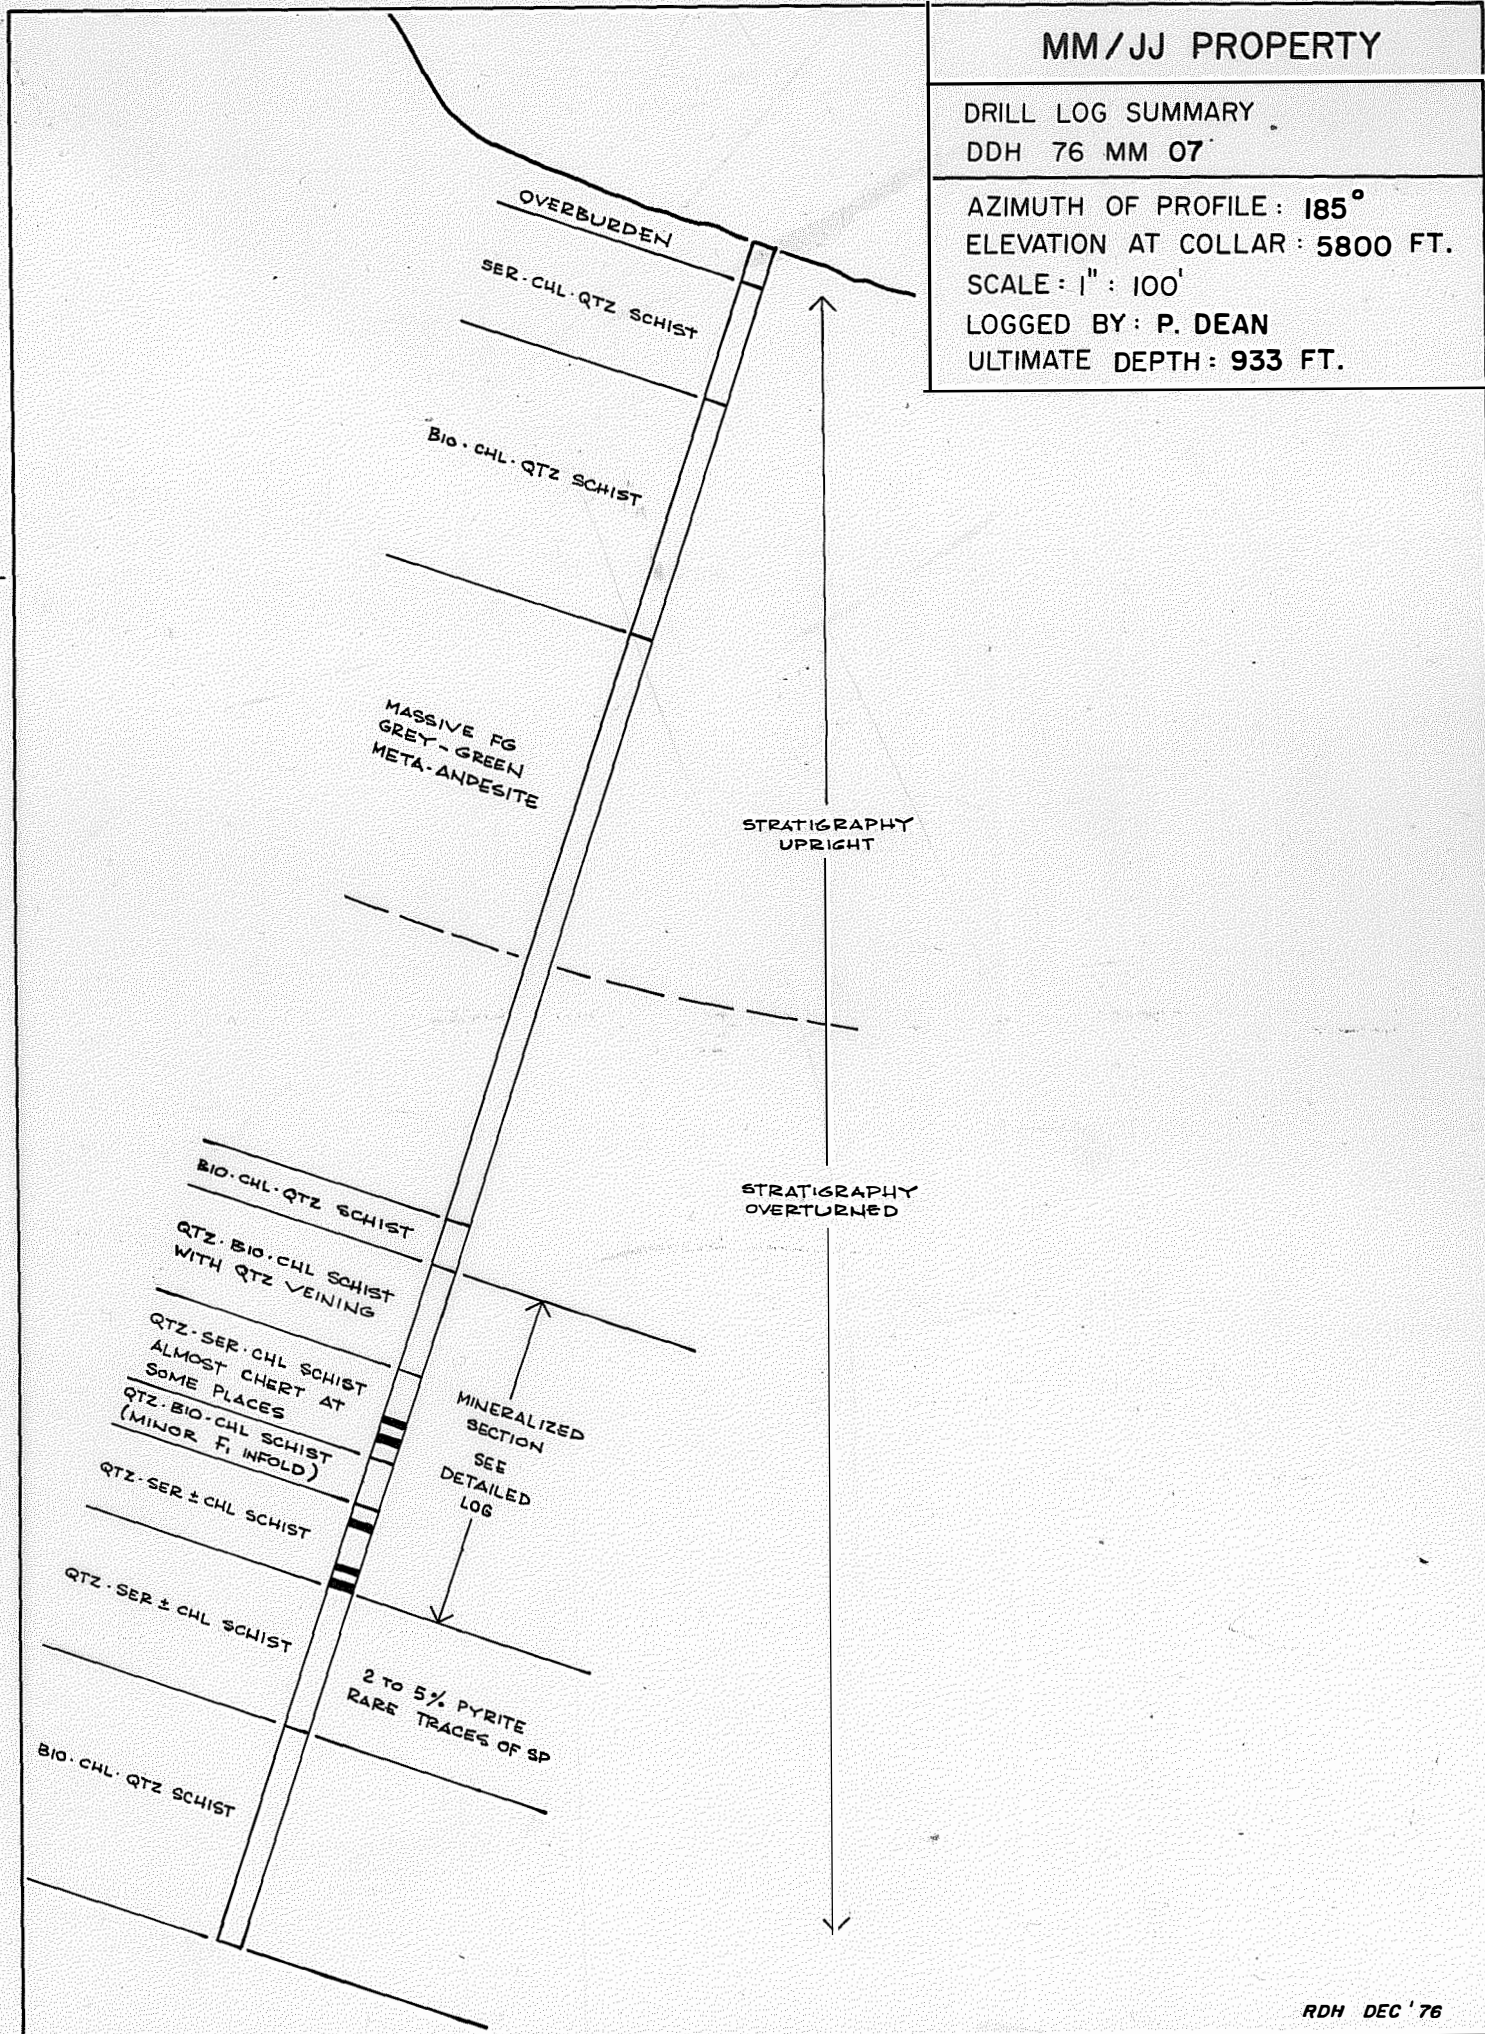 MM/JJ PROPERTY
DRILL LOG SUMMARY
DDH 76 MM 07
AZIMUTH OF PROFILE: 185°
ELEVATION AT COLLAR: 5800 FT.
SCALE: 1": 100'
LOGGED BY: P. DEAN
ULTIMATE DEPTH: 933 FT.
OVERBURDEN
SER-CHL-QTZ SCHIST
BIO-CHL-QTZ SCHIST
MASSIVE FG
GREY-GREEN
META-ANDESITE
STRATIGRAPHY
UPRIGHT
STRATIGRAPHY
OVERTURNED
BIO-CHL-QTZ SCHIST
QTZ-BIO-CHL SCHIST
WITH QTZ VEINING
QTZ-SER-CHL SCHIST
ALMOST CHERT AT
SOME PLACES
QTZ-BIO-CHL SCHIST
(MINOR F₁ INFOLD)
QTZ-SER ± CHL SCHIST
MINERALIZED
SECTION
SEE
DETAILED
LOG
QTZ-SER ± CHL SCHIST
2 TO 5% PYRITE
RARE TRACES OF SP
BIO-CHL-QTZ SCHIST
RDH DEC '76